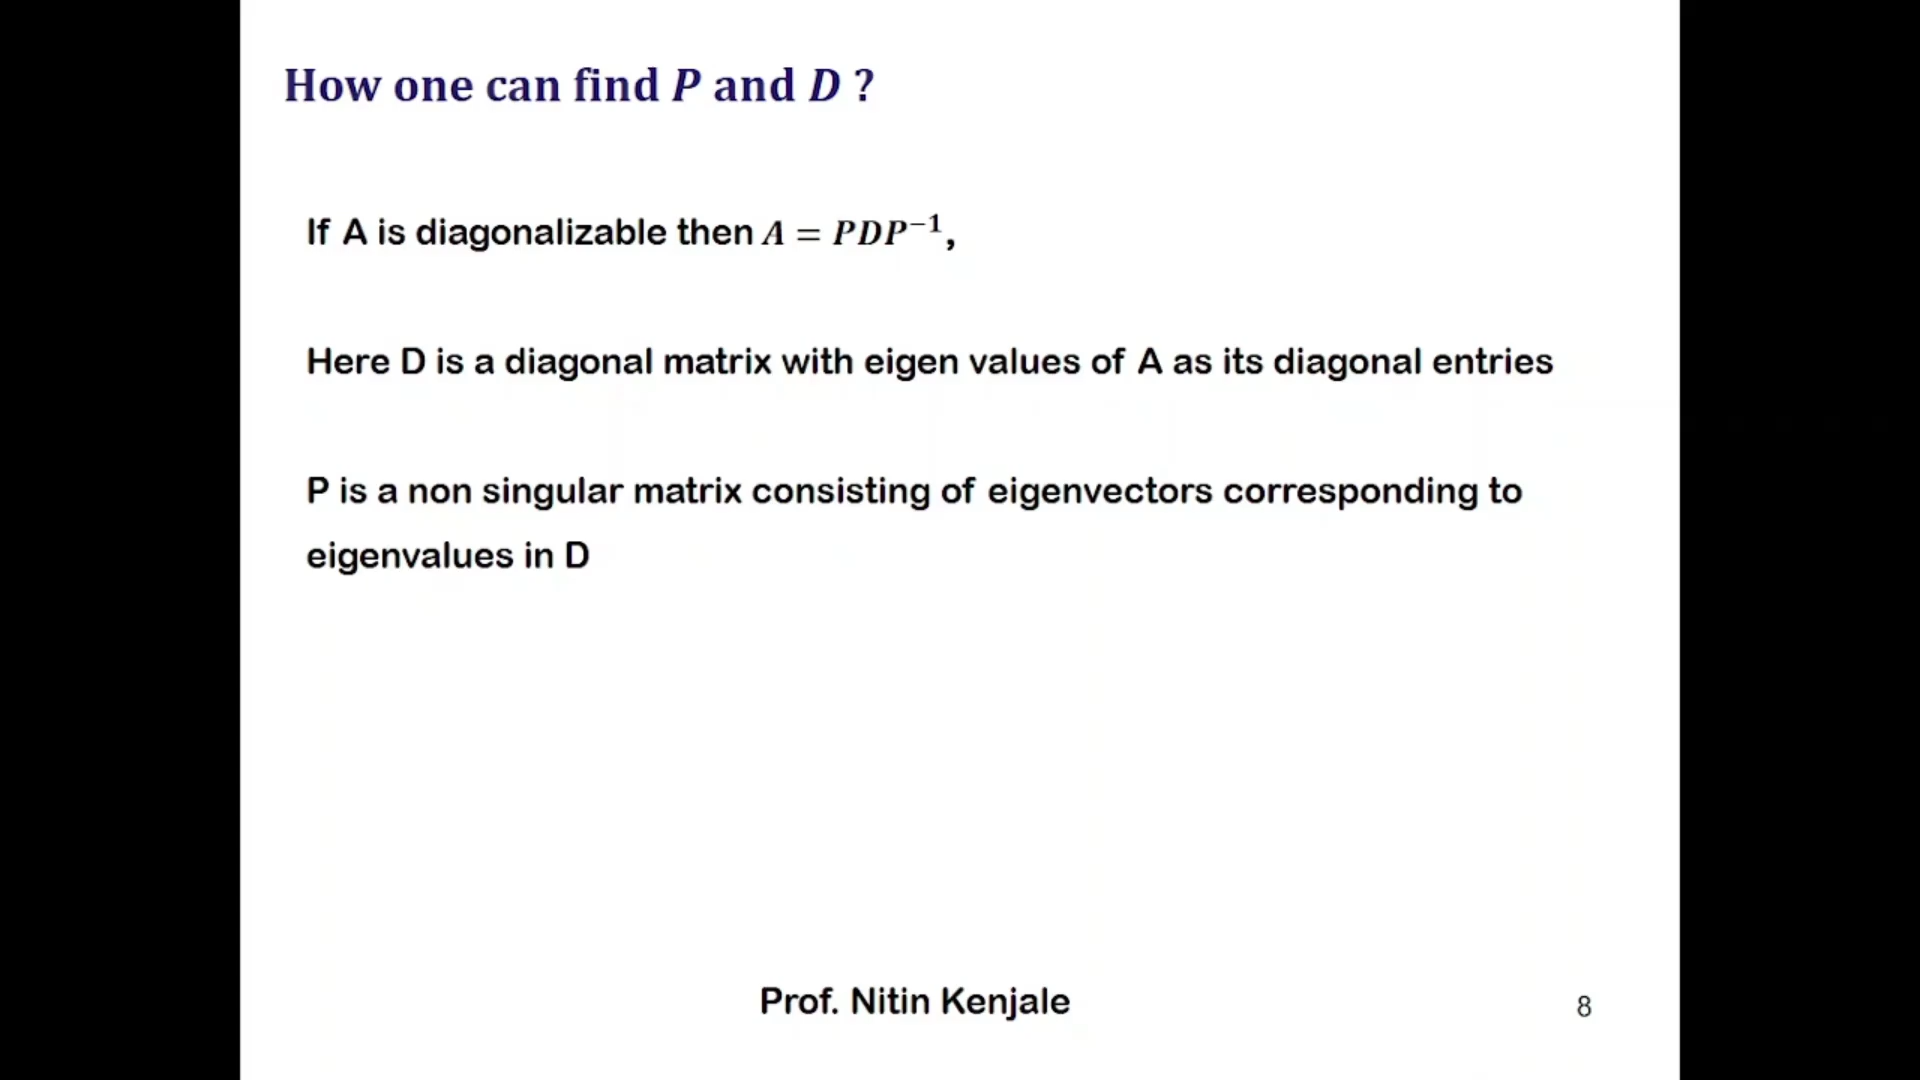 How one can find P and D ?
If A is diagonalizable then A = PDP⁻¹,
Here D is a diagonal matrix with eigen values of A as its diagonal entries
P is a non singular matrix consisting of eigenvectors corresponding to
eigenvalues in D
Prof. Nitin Kenjale
8